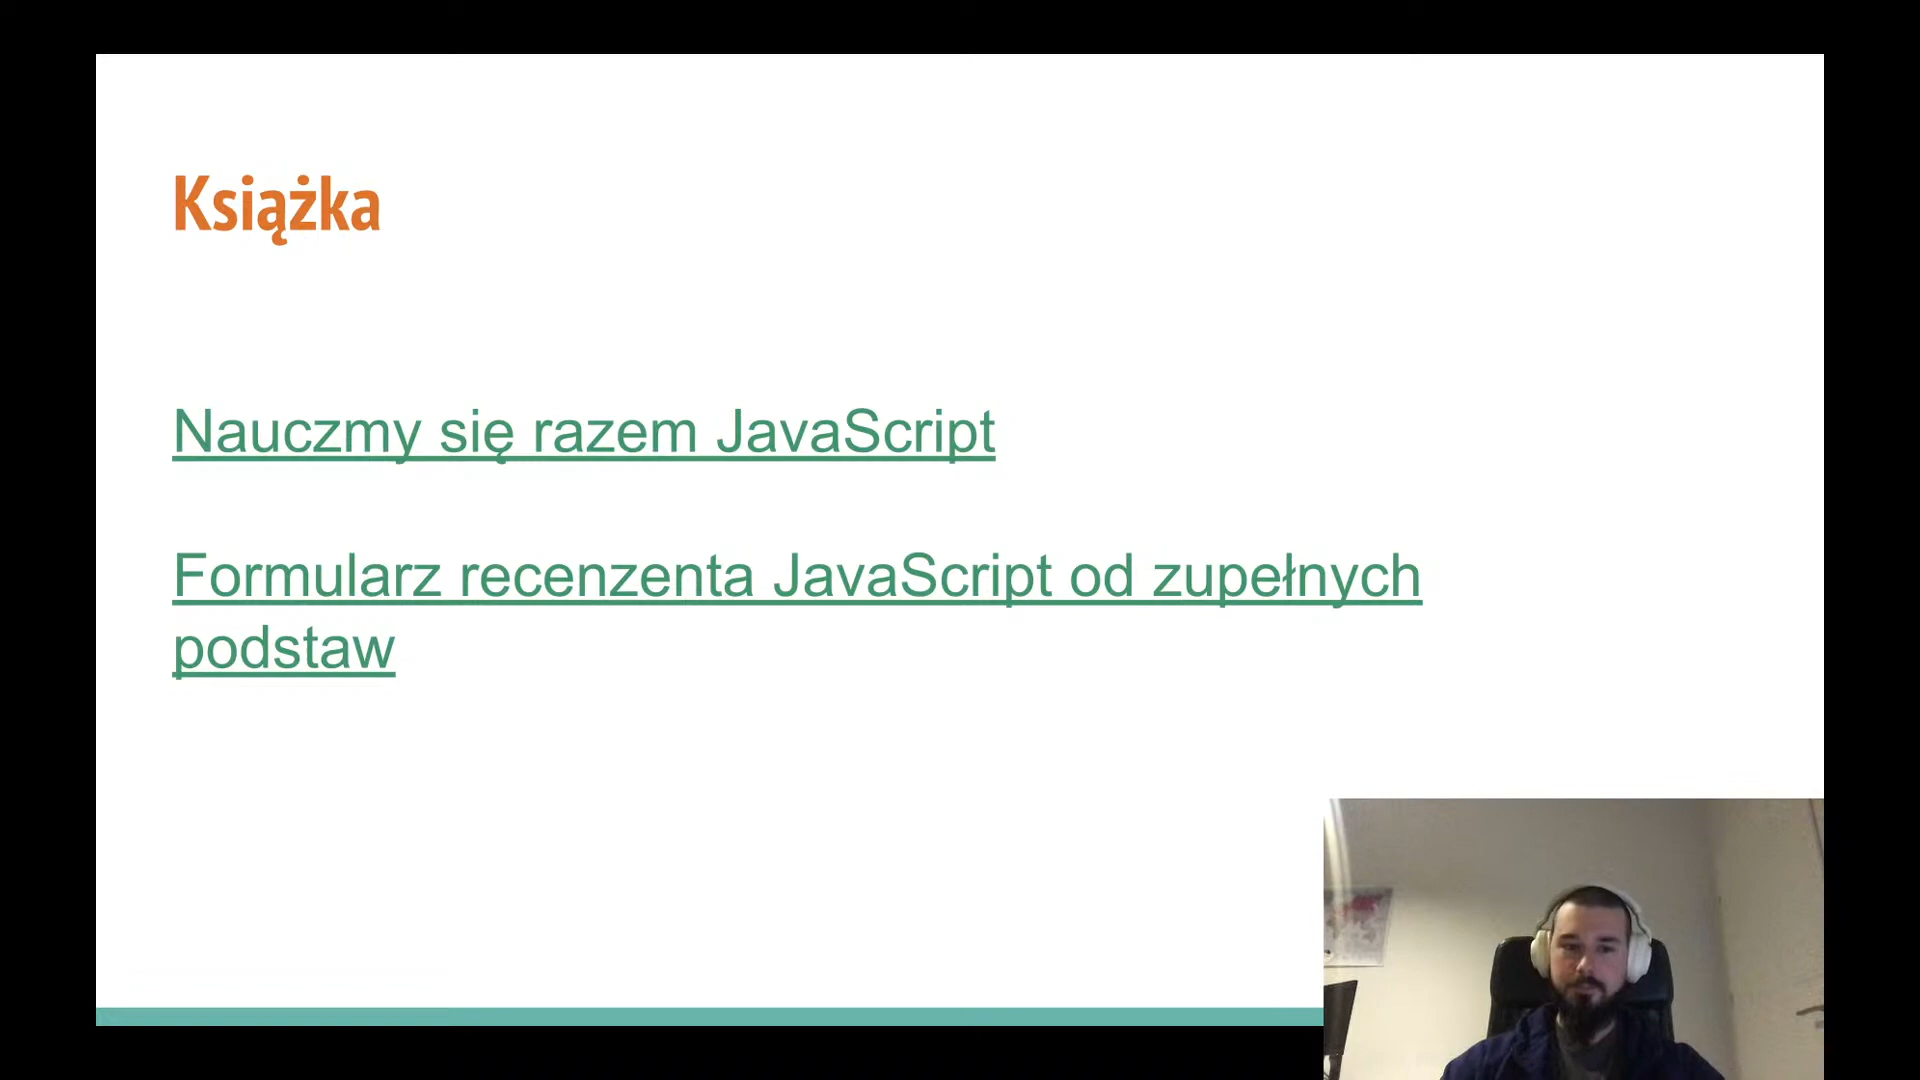 Książka
Nauczmy się razem JavaScript
Formularz recenzenta JavaScript od zupełnych
podstaw